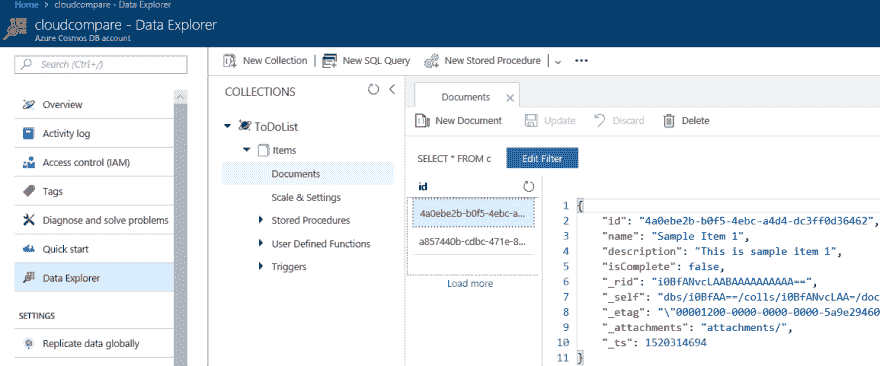 Home > cloudcompare - Data Explorer
cloudcompare - Data Explorer
Azure Cosmos DB account
Search (Ctrl+/)
Overview
Activity log
Access control (IAM)
Tags
Diagnose and solve problems
Quick start
Data Explorer
SETTINGS
Replicate data globally
New Collection
New SQL Query
New Stored Procedure
COLLECTIONS
ToDoList
Items
Documents
Scale & Settings
Stored Procedures
User Defined Functions
Triggers
Documents
New Document
Update
Discard
Delete
SELECT * FROM c
Edit Filter
id
4a0ebe2b-b0f5-4ebc-a...
a857440b-cdbc-471e-8...
Load more
1 {
2 "id": "4a0ebe2b-b0f5-4ebc-a4d4-dc3ff0d36462",
3 "name": "Sample Item 1",
4 "description": "This is sample item 1",
5 "isComplete": false,
6 "_rid": "i0BfANvcLAABAAAAAAAAAA==",
7 "_self": "dbs/i0BfAA==/colls/i0BfANvcLAA=/doc
8 "_etag": "\"00001200-0000-0000-0000-5a9e29460
9 "_attachments": "attachments/",
10 "_ts": 1520314694
11 }